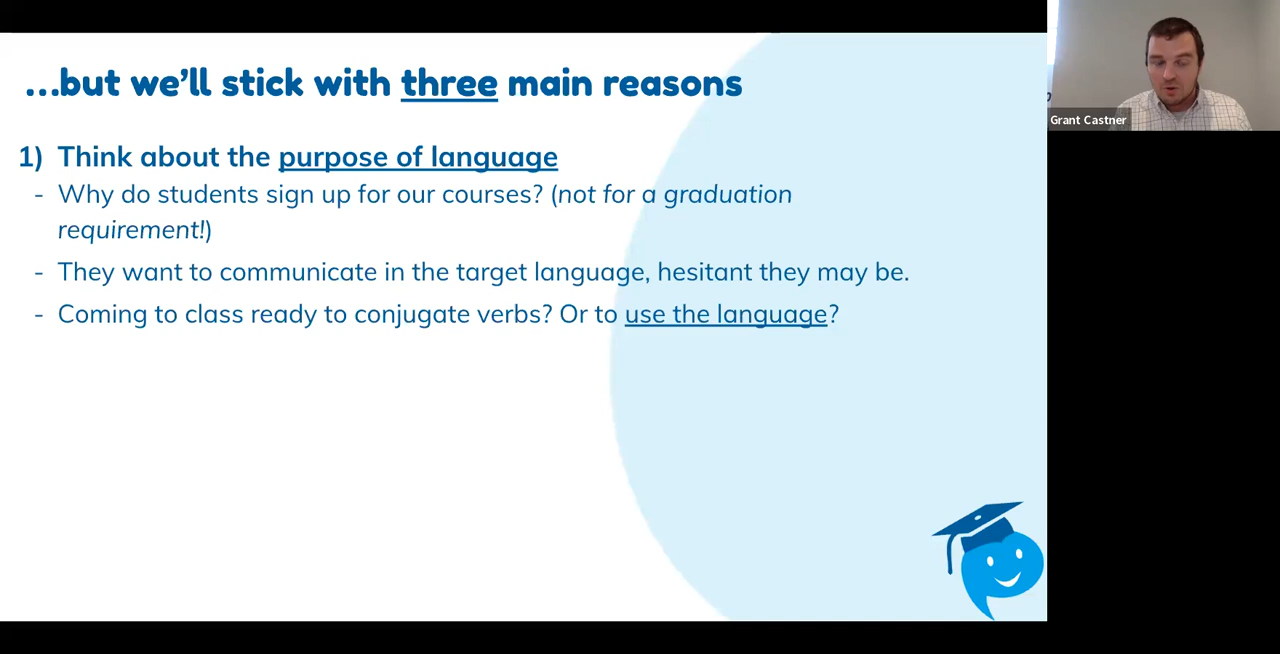 ...but we'll stick with three main reasons
1) Think about the purpose of language
- Why do students sign up for our courses? (not for a graduation
requirement!)
- They want to communicate in the target language, hesitant they may be.
- Coming to class ready to conjugate verbs? Or to use the language?
Grant Castner